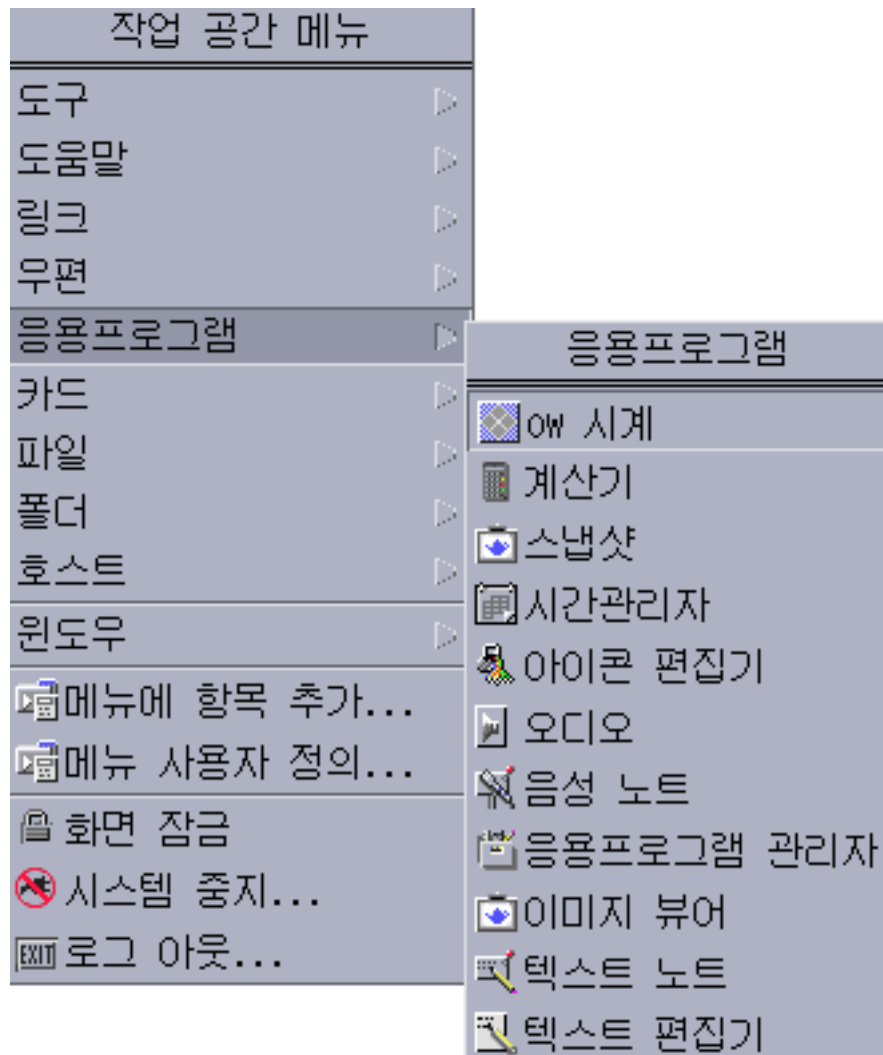 작업 공간 메뉴
도구
도움말
링크
우편
응용프로그램
카드
파일
폴더
호스트
윈도우
메뉴에 항목 추가...
메뉴 사용자 정의...
화면 잠금
시스템 중지...
EXIT 로그 아웃...
응용프로그램
OW 시계
계산기
스냅샷
시간관리자
아이콘 편집기
오디오
음성 노트
응용프로그램 관리자
이미지 뷰어
텍스트 노트
텍스트 편집기